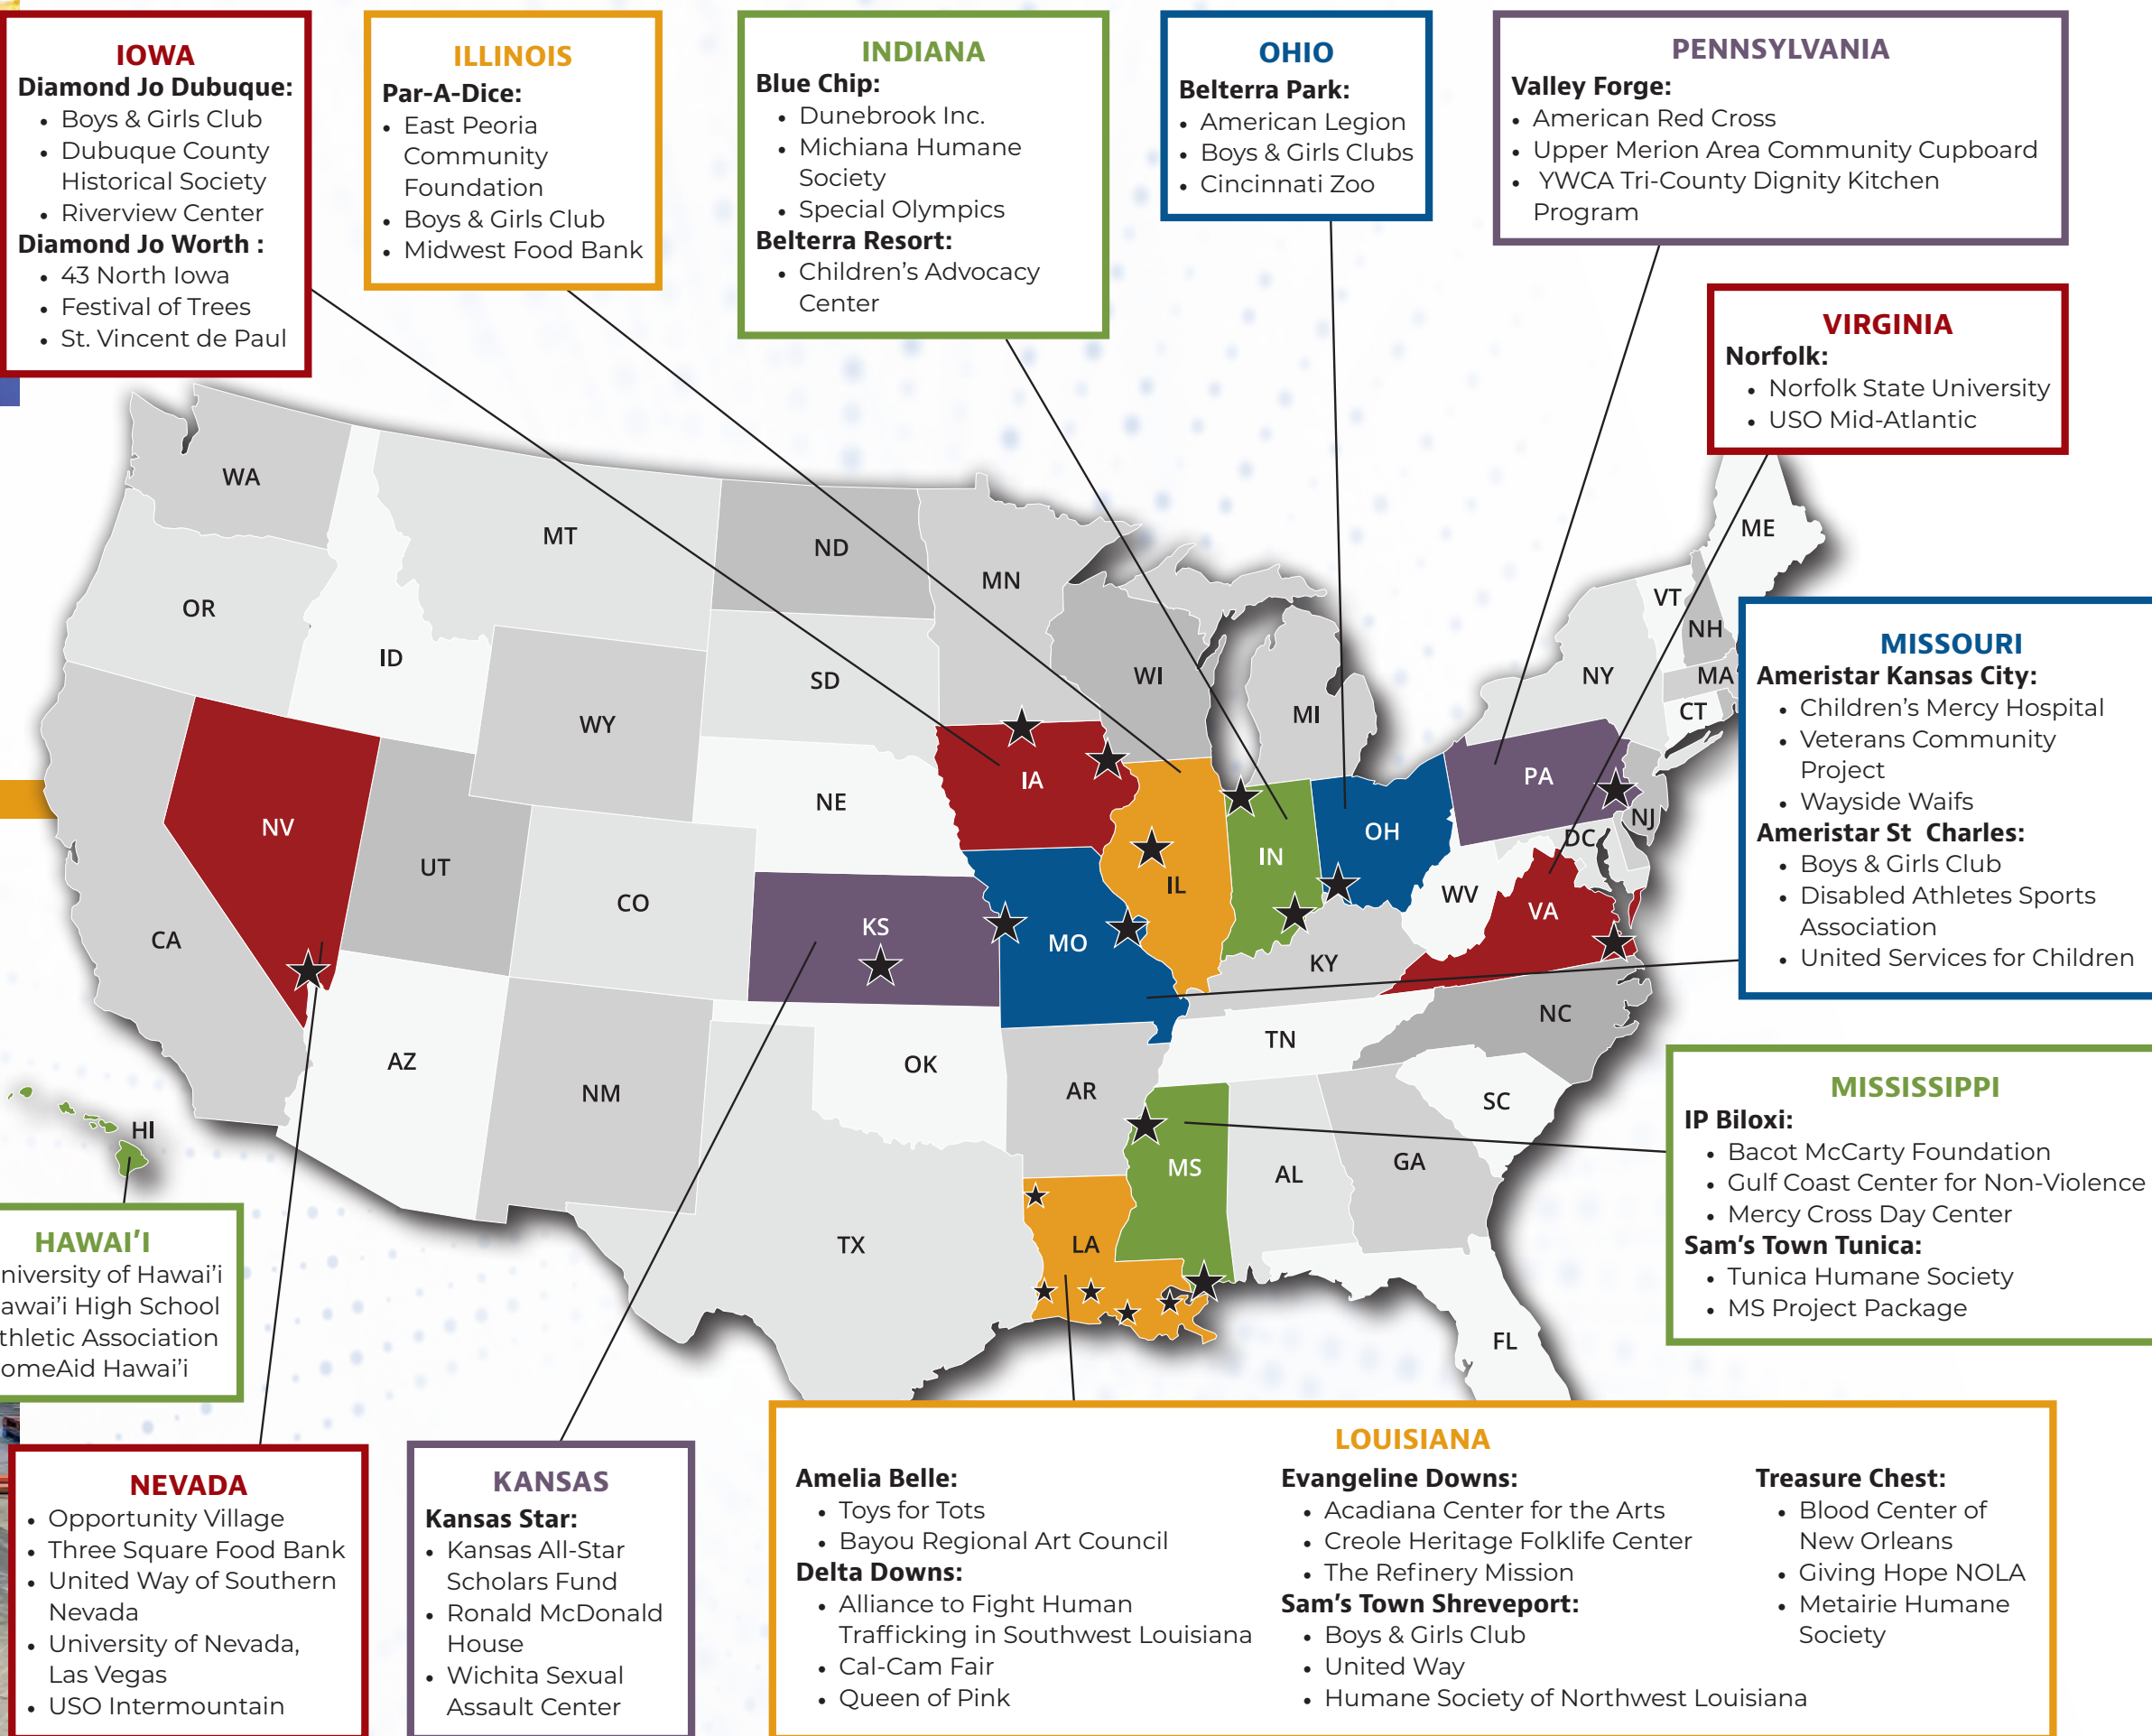 IOWA
Diamond Jo Dubuque:
• Boys & Girls Club
• Dubuque County
Historical Society
• Riverview Center
Diamond Jo Worth :
• 43 North Iowa
• Festival of Trees
• St. Vincent de Paul
ILLINOIS
Par-A-Dice:
• East Peoria
Community
Foundation
• Boys & Girls Club
• Midwest Food Bank
INDIANA
Blue Chip:
• Dunebrook Inc.
• Michiana Humane
Society
• Special Olympics
Belterra Resort:
• Children's Advocacy
Center
OHIO
Belterra Park:
• American Legion
• Boys & Girls Clubs
• Cincinnati Zoo
PENNSYLVANIA
Valley Forge:
• American Red Cross
• Upper Merion Area Community Cupboard
• YWCA Tri-County Dignity Kitchen
Program
VIRGINIA
Norfolk:
• Norfolk State University
• USO Mid-Atlantic
WA
MT
ND
MN
ME
OR
ID
SD
WI
MI
NY
VT
NH
MA
CT
WY
NE
IA
PA
NJ
NV
UT
CO
KS
MO
IL
IN
OH
DC
WV
VA
CA
KY
NC
AZ
NM
OK
AR
TN
SC
HI
TX
LA
MS
AL
GA
FL
MISSOURI
Ameristar Kansas City:
• Children's Mercy Hospital
• Veterans Community
Project
• Wayside Waifs
Ameristar St Charles:
• Boys & Girls Club
• Disabled Athletes Sports
Association
• United Services for Children
MISSISSIPPI
IP Biloxi:
• Bacot McCarty Foundation
• Gulf Coast Center for Non-Violence
• Mercy Cross Day Center
Sam's Town Tunica:
• Tunica Humane Society
• MS Project Package
HAWAI'I
niversity of Hawai'i
awai'i High School
thletic Association
omeAid Hawai'i
NEVADA
• Opportunity Village
• Three Square Food Bank
• United Way of Southern
Nevada
• University of Nevada,
Las Vegas
• USO Intermountain
KANSAS
Kansas Star:
• Kansas All-Star
Scholars Fund
• Ronald McDonald
House
• Wichita Sexual
Assault Center
LOUISIANA
Amelia Belle:
• Toys for Tots
• Bayou Regional Art Council
Delta Downs:
• Alliance to Fight Human
Trafficking in Southwest Louisiana
• Cal-Cam Fair
• Queen of Pink
Evangeline Downs:
• Acadiana Center for the Arts
• Creole Heritage Folklife Center
• The Refinery Mission
Sam's Town Shreveport:
• Boys & Girls Club
• United Way
• Humane Society of Northwest Louisiana
Treasure Chest:
• Blood Center of
New Orleans
• Giving Hope NOLA
• Metairie Humane
Society